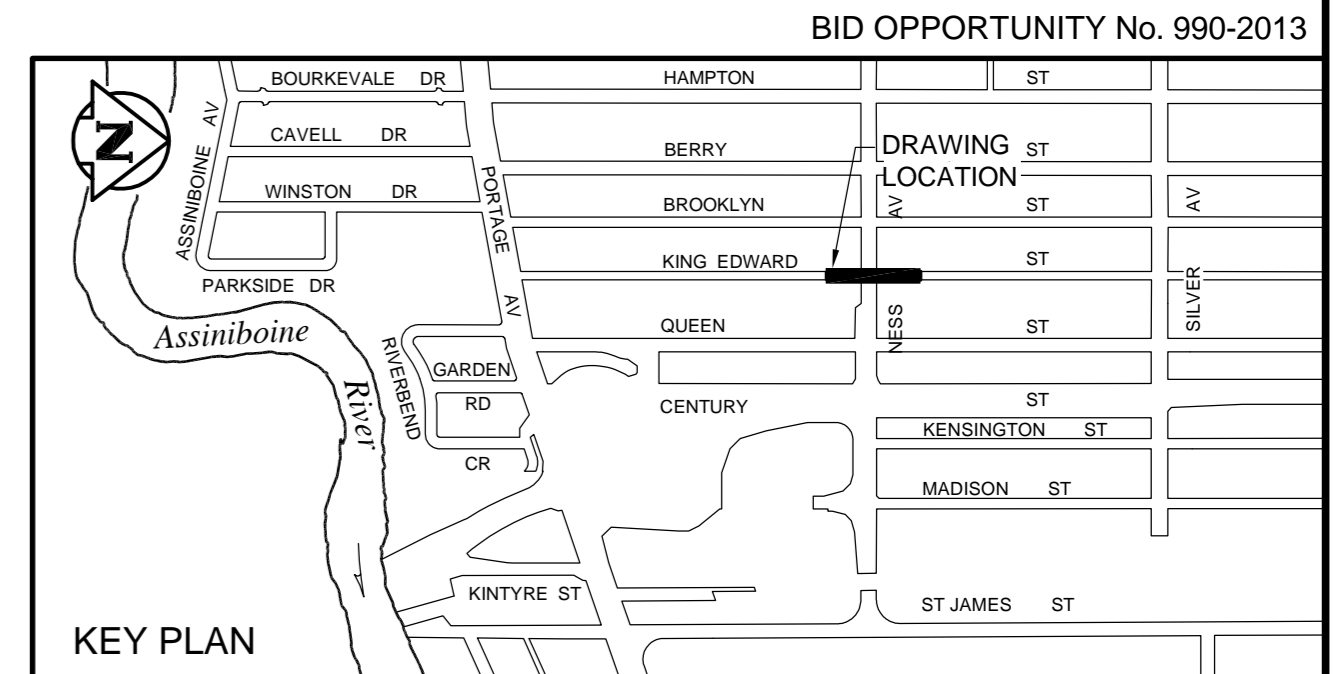 BID OPPORTUNITY No. 990-2013
BOURKEVALE DR
HAMPTON ST
N
ASSINIBOINE AV
CAVELL DR
BERRY ST
DRAWING
LOCATION
WINSTON DR
PORTAGE AV
BROOKLYN ST
NESS AV
SILVER AV
KING EDWARD ST
PARKSIDE DR
Assiniboine River
QUEEN ST
RIVERBEND CR
GARDEN RD
CENTURY ST
KENSINGTON ST
MADISON ST
KINTYRE ST
ST JAMES ST
KEY PLAN